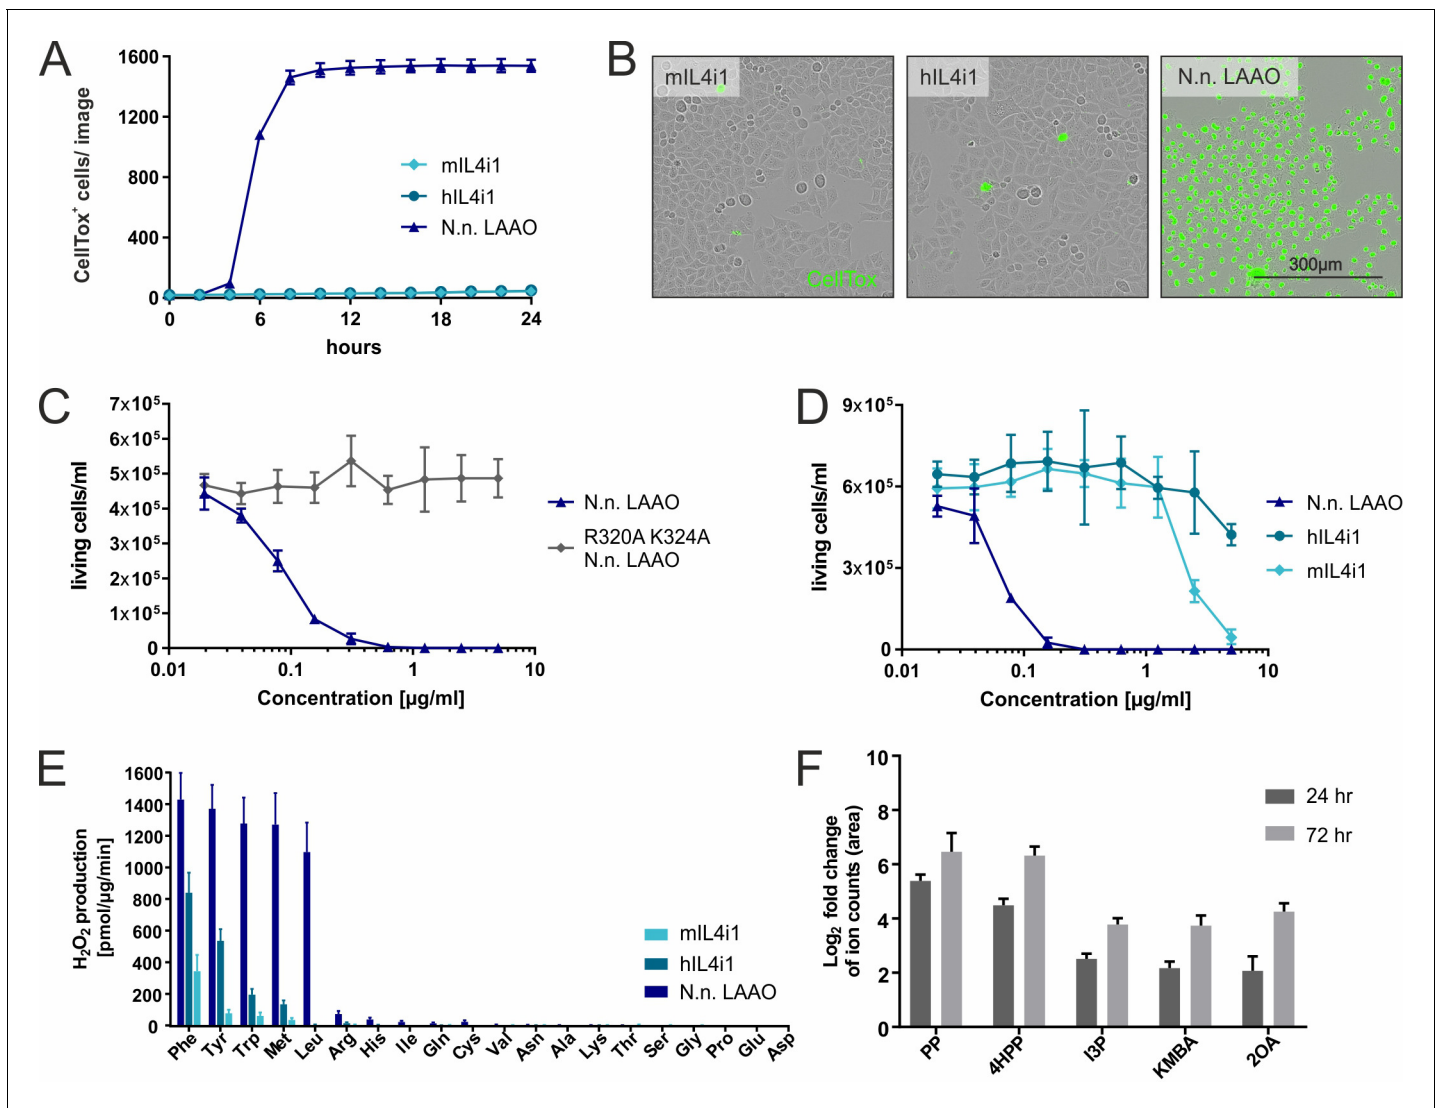 A
CellTox+ cells/ image
1600
1200
800
400
0
0 6 12 18 24
hours
mIL4i1
hIL4i1
N.n. LAAO
B
mIL4i1
CellTox
hIL4i1
N.n. LAAO
300µm
C
living cells/ml
7x10⁵
6x10⁵
5x10⁵
4x10⁵
3x10⁵
2x10⁵
1x10⁵
0
0.01 0.1 1 10
Concentration [µg/ml]
N.n. LAAO
R320A K324A
N.n. LAAO
D
living cells/ml
9x10⁵
6x10⁵
3x10⁵
0
0.01 0.1 1 10
Concentration [µg/ml]
N.n. LAAO
hIL4i1
mIL4i1
E
H₂O₂ production
[pmol/µg/min]
1600
1400
1200
1000
800
600
400
200
0
Phe Tyr Trp Met Leu Arg His Ile Gln Cys Val Asn Ala Lys Thr Ser Gly Pro Glu Asp
mIL4i1
hIL4i1
N.n. LAAO
F
Log₂ fold change
of ion counts (area)
10
8
6
4
2
0
PP 4HPP I3P KMBA 2OA
24 hr
72 hr